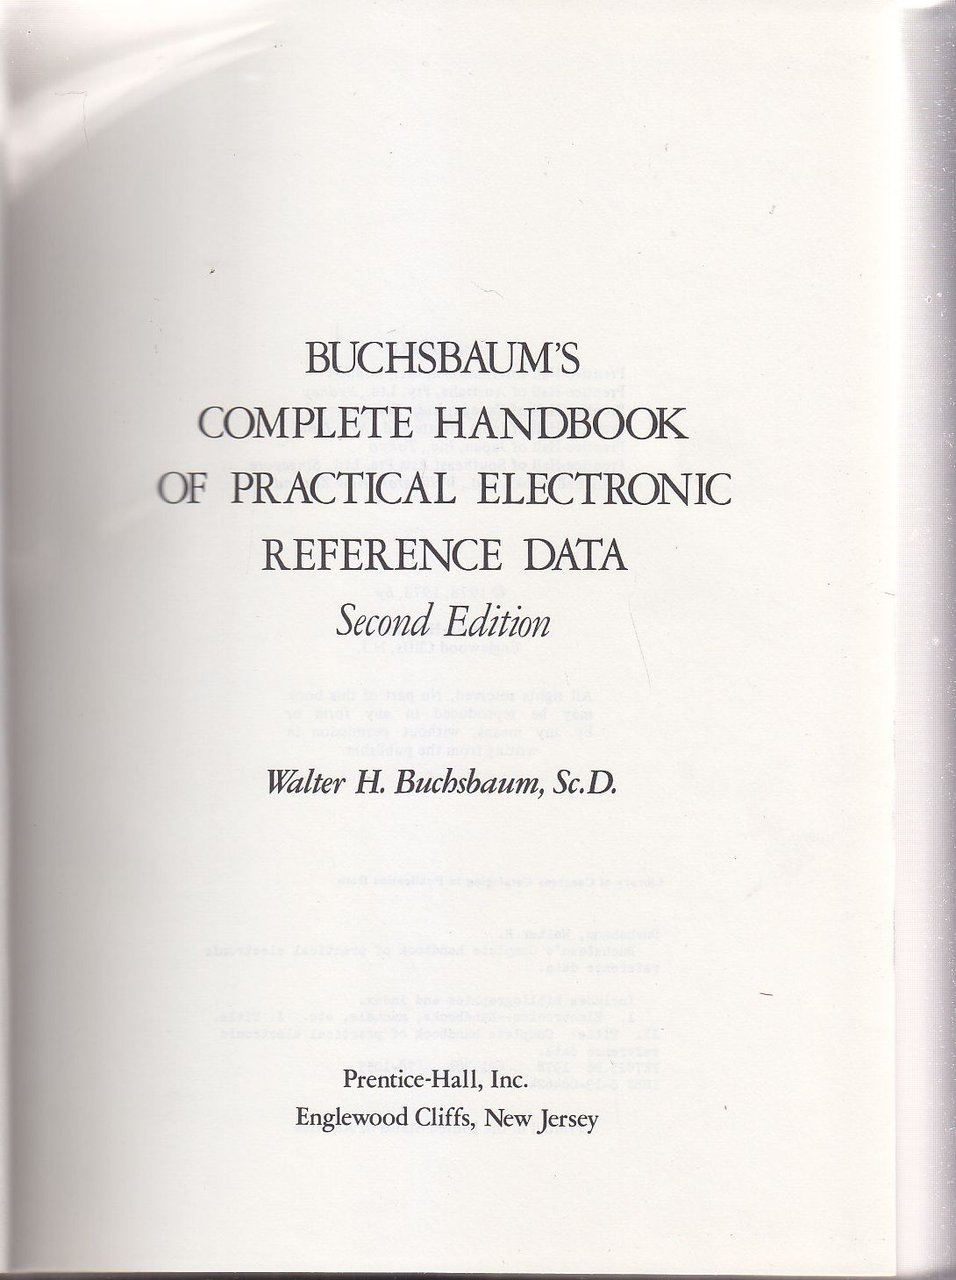 BUCHSBAUM'S
COMPLETE HANDBOOK
OF PRACTICAL ELECTRONIC
REFERENCE DATA
Second Edition
Walter H. Buchsbaum, Sc.D.
Prentice-Hall, Inc.
Englewood Cliffs, New Jersey